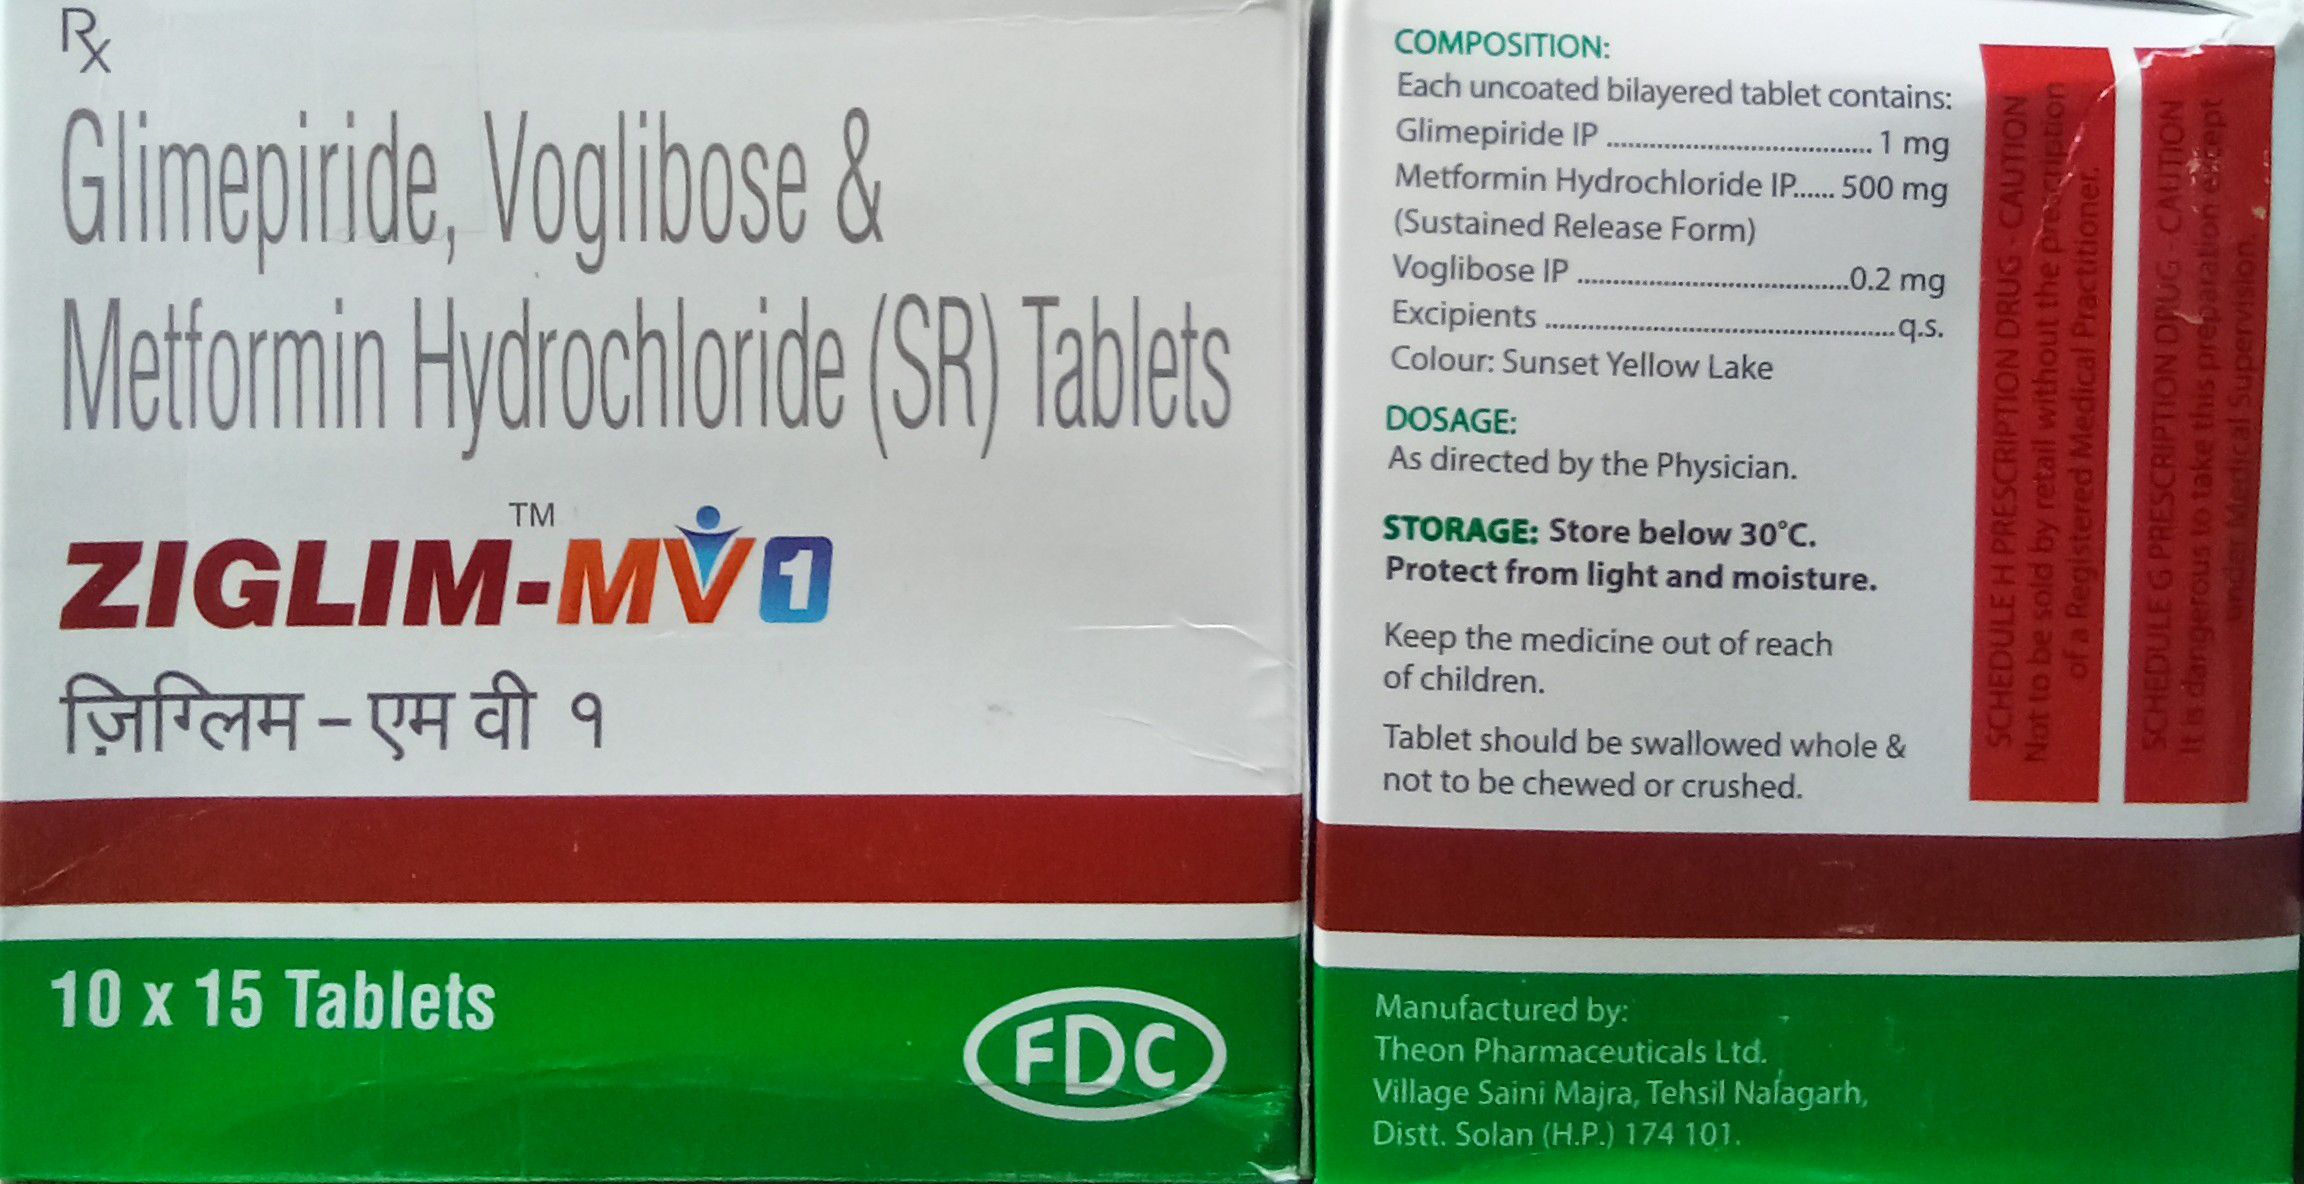 Rx
Glimepiride, Voglibose &
Metformin Hydrochloride (SR) Tablets
ZIGLIM-MV1
TM
ज़िग्लिम - एम वी १
10 x 15 Tablets
FDC
COMPOSITION:
Each uncoated bilayered tablet contains:
Glimepiride IP ..................................... 1 mg
Metformin Hydrochloride IP...... 500 mg
(Sustained Release Form)
Voglibose IP ......................................0.2 mg
Excipients .................................................q.s.
Colour: Sunset Yellow Lake
DOSAGE:
As directed by the Physician.
STORAGE: Store below 30°C.
Protect from light and moisture.
Keep the medicine out of reach
of children.
Tablet should be swallowed whole &
not to be chewed or crushed.
SCHEDULE H PRESCRIPTION DRUG - CAUTION
Not to be sold by retail without the prescription
of a Registered Medical Practitioner.
SCHEDULE G PRESCRIPTION DRUG - CAUTION
It is dangerous to take this preparation except
under Medical Supervision.
Manufactured by:
Theon Pharmaceuticals Ltd.
Village Saini Majra, Tehsil Nalagarh,
Distt. Solan (H.P.) 174 101.